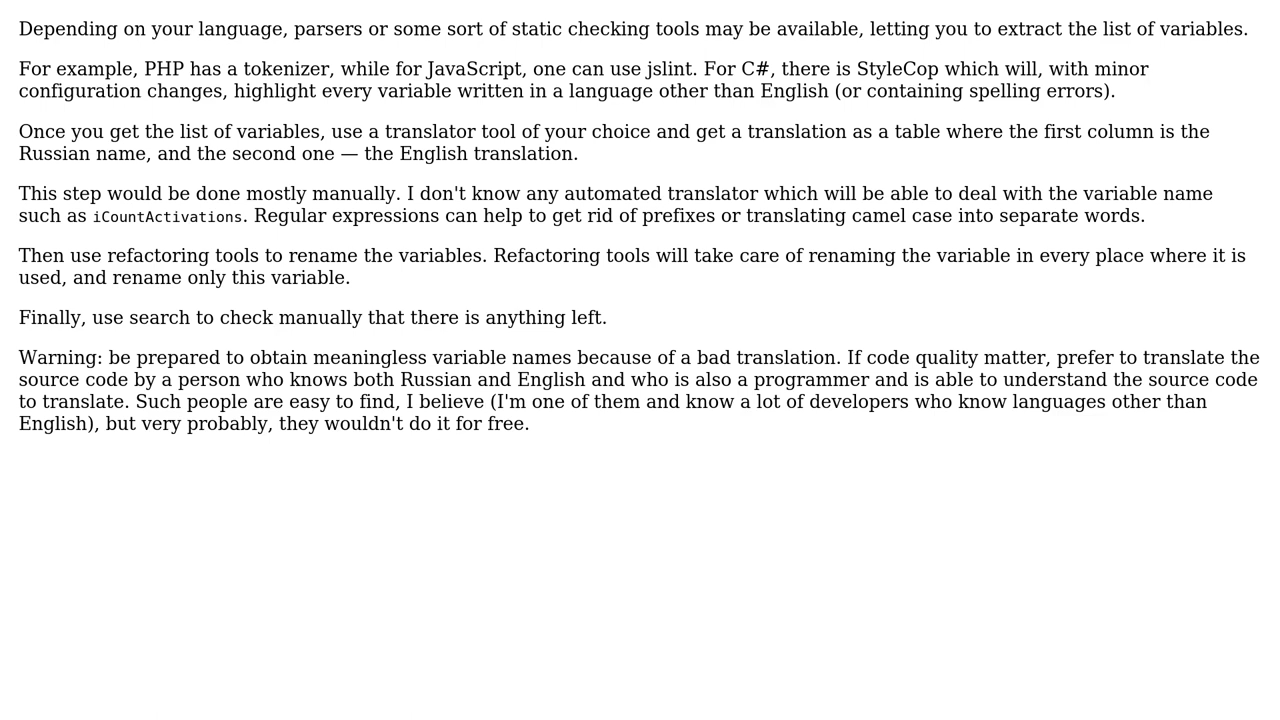 Depending on your language, parsers or some sort of static checking tools may be available, letting you to extract the list of variables.
For example, PHP has a tokenizer, while for JavaScript, one can use jslint. For C#, there is StyleCop which will, with minor
configuration changes, highlight every variable written in a language other than English (or containing spelling errors).
Once you get the list of variables, use a translator tool of your choice and get a translation as a table where the first column is the
Russian name, and the second one — the English translation.
This step would be done mostly manually. I don't know any automated translator which will be able to deal with the variable name
such as iCountActivations. Regular expressions can help to get rid of prefixes or translating camel case into separate words.
Then use refactoring tools to rename the variables. Refactoring tools will take care of renaming the variable in every place where it is
used, and rename only this variable.
Finally, use search to check manually that there is anything left.
Warning: be prepared to obtain meaningless variable names because of a bad translation. If code quality matter, prefer to translate the
source code by a person who knows both Russian and English and who is also a programmer and is able to understand the source code
to translate. Such people are easy to find, I believe (I'm one of them and know a lot of developers who know languages other than
English), but very probably, they wouldn't do it for free.